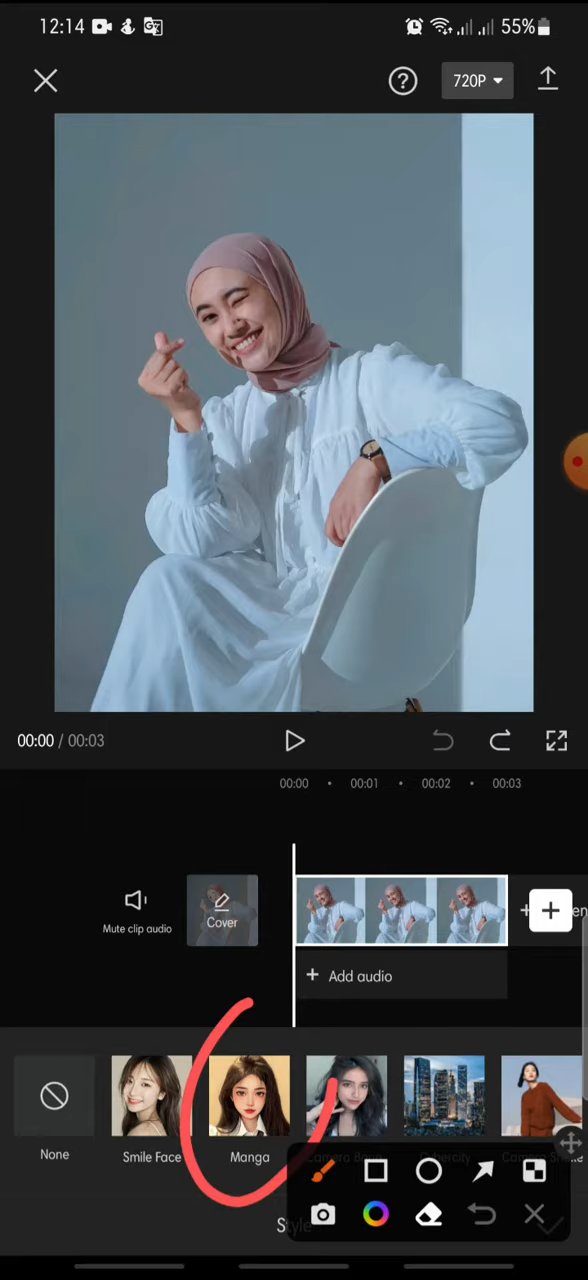 12:14
55%
720P
00:00 / 00:03
00:00 00:01 00:02 00:03
Mute clip audio
Cover
+ Add audio
None
Smile Face
Manga
Style